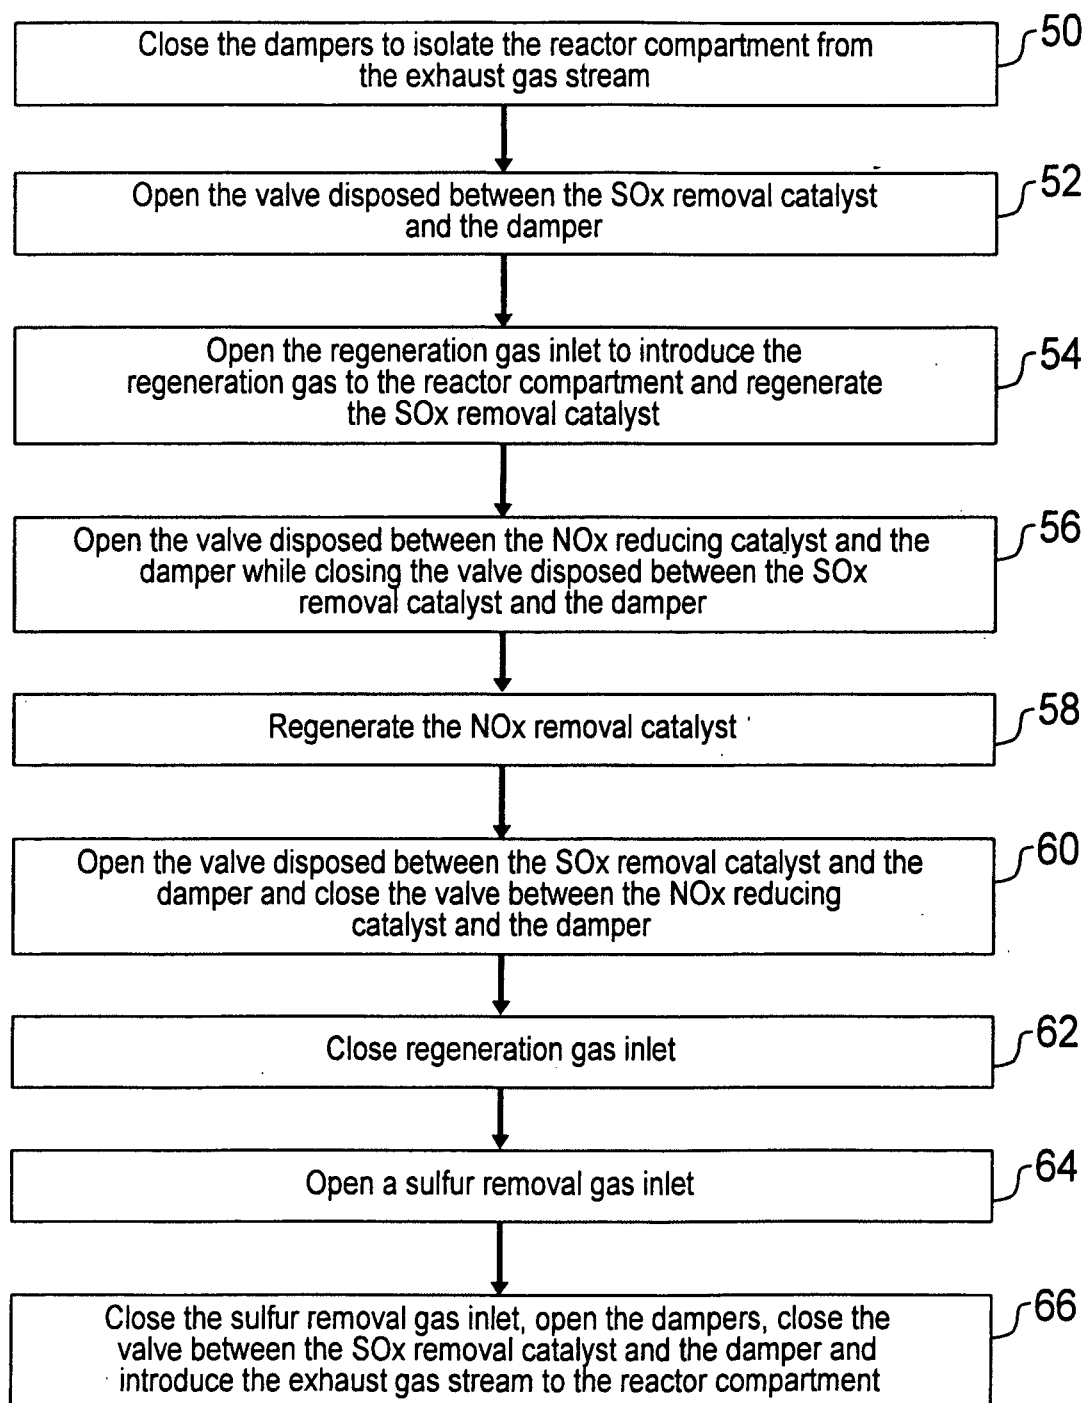 Close the dampers to isolate the reactor compartment from
the exhaust gas stream
50
Open the valve disposed between the SOx removal catalyst
and the damper
52
Open the regeneration gas inlet to introduce the
regeneration gas to the reactor compartment and regenerate
the SOx removal catalyst
54
Open the valve disposed between the NOx reducing catalyst and the
damper while closing the valve disposed between the SOx
removal catalyst and the damper
56
Regenerate the NOx removal catalyst
58
Open the valve disposed between the SOx removal catalyst and the
damper and close the valve between the NOx reducing
catalyst and the damper
60
Close regeneration gas inlet
62
Open a sulfur removal gas inlet
64
Close the sulfur removal gas inlet, open the dampers, close the
valve between the SOx removal catalyst and the damper and
introduce the exhaust gas stream to the reactor compartment
66